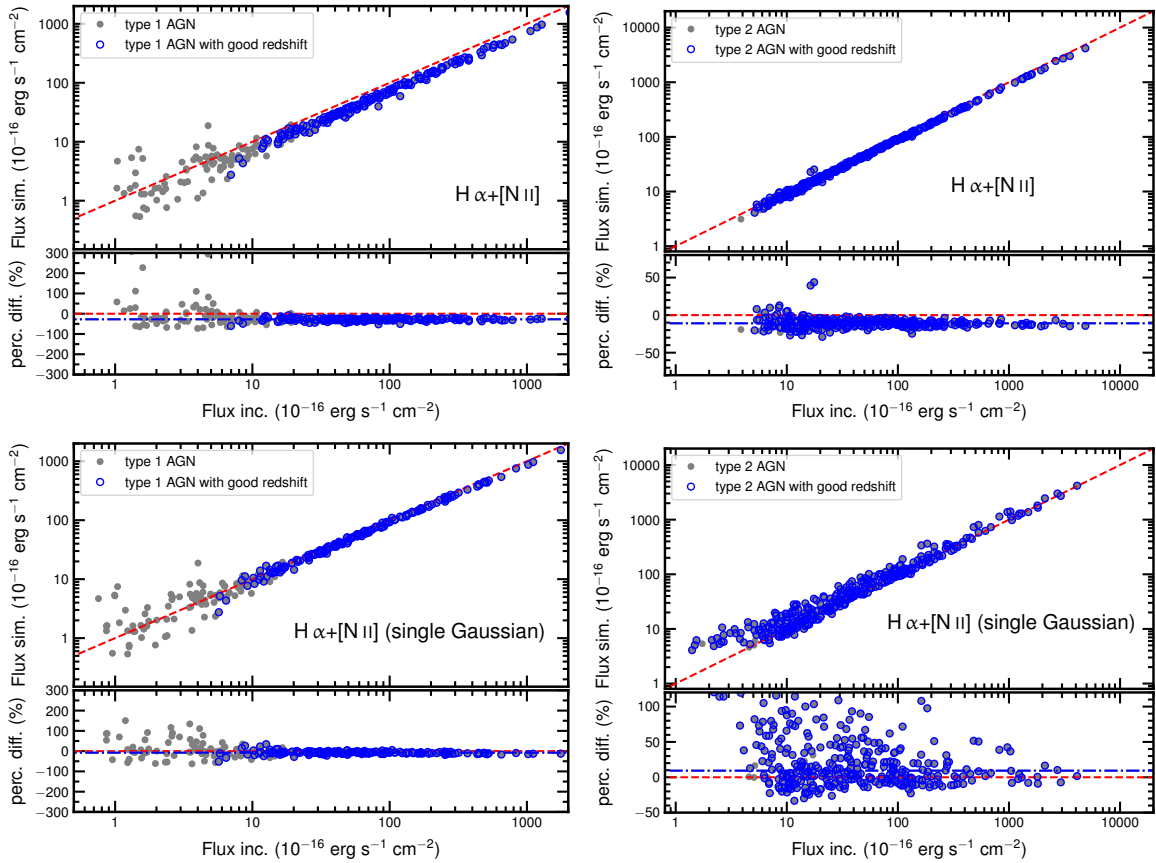 type 1 AGN
type 1 AGN with good redshift
H α+[N II]
Flux sim. (10⁻¹⁶ erg s⁻¹ cm⁻²)
1000
100
10
1
perc. diff. (%)
300
200
100
0
−100
−200
−300
1 10 100 1000
Flux inc. (10⁻¹⁶ erg s⁻¹ cm⁻²)
type 2 AGN
type 2 AGN with good redshift
H α+[N II]
Flux sim. (10⁻¹⁶ erg s⁻¹ cm⁻²)
10000
1000
100
10
1
perc. diff. (%)
50
0
−50
1 10 100 1000 10000
Flux inc. (10⁻¹⁶ erg s⁻¹ cm⁻²)
type 1 AGN
type 1 AGN with good redshift
H α+[N II] (single Gaussian)
Flux sim. (10⁻¹⁶ erg s⁻¹ cm⁻²)
1000
100
10
1
perc. diff. (%)
300
200
100
0
−100
−200
−300
1 10 100 1000
Flux inc. (10⁻¹⁶ erg s⁻¹ cm⁻²)
type 2 AGN
type 2 AGN with good redshift
H α+[N II] (single Gaussian)
Flux sim. (10⁻¹⁶ erg s⁻¹ cm⁻²)
10000
1000
100
10
1
perc. diff. (%)
100
50
0
−50
1 10 100 1000 10000
Flux inc. (10⁻¹⁶ erg s⁻¹ cm⁻²)